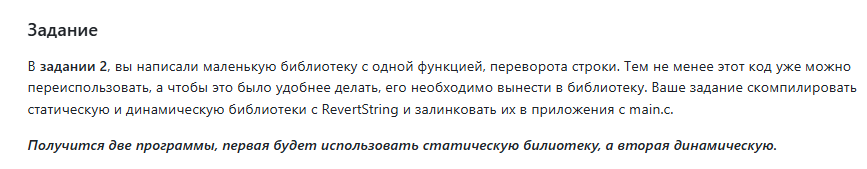 Задание
В задании 2, вы написали маленькую библиотеку с одной функцией, переворота строки. Тем не менее этот код уже можно
переиспользовать, а чтобы это было удобнее делать, его необходимо вынести в библиотеку. Ваше задание скомпилировать
статическую и динамическую библиотеки с RevertString и залинковать их в приложения с main.c.
Получится две программы, первая будет использовать статическую билиотеку, а вторая динамическую.